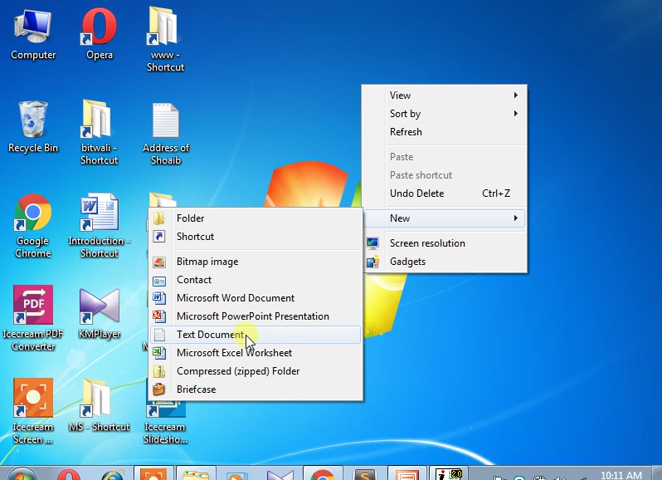 Computer
Opera
www -
Shortcut
Recycle Bin
bitwali -
Shortcut
Address of
Shoaib
Google
Chrome
Introduction -
Shortcut
Icecream PDF
Converter
KMPlayer
Icecream
Screen ...
MS - Shortcut
Icecream
Slidesho...
View
Sort by
Refresh
Paste
Paste shortcut
Undo Delete Ctrl+Z
New
Screen resolution
Gadgets
Folder
Shortcut
Bitmap image
Contact
Microsoft Word Document
Microsoft PowerPoint Presentation
Text Document
Microsoft Excel Worksheet
Compressed (zipped) Folder
Briefcase
PDF
10:11 AM